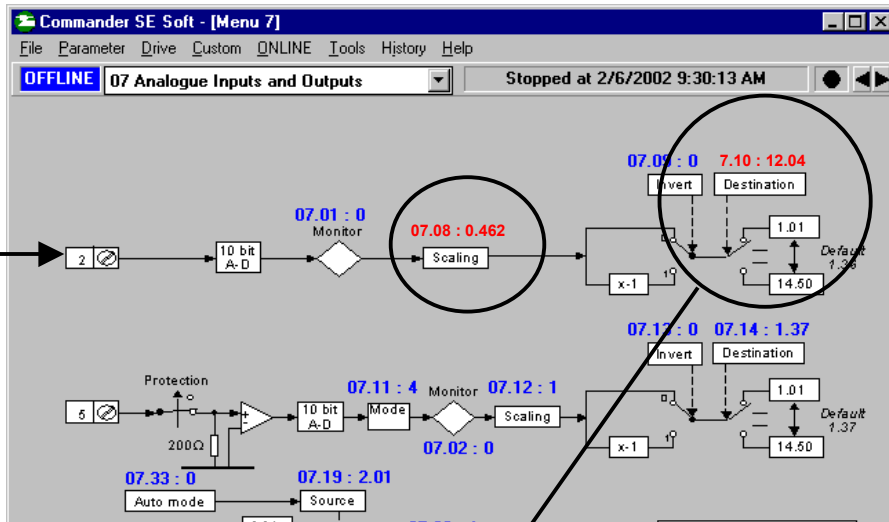 Commander SE Soft - [Menu 7]
File Parameter Drive Custom ONLINE Tools History Help
OFFLINE 07 Analogue Inputs and Outputs Stopped at 2/6/2002 9:30:13 AM
07.09 : 0 7.10 : 12.04
Invert Destination
07.01 : 0
Monitor
07.08 : 0.462
1.01
2 10 bit A-D Scaling 0 Default 1.36
x-1 1 14.50
07.13 : 0 07.14 : 1.37
Invert Destination
Protection
07.11 : 4 Monitor 07.12 : 1
1.01
5 + - 10 bit A-D Mode Scaling 0 Default 1.37
200Ω 07.02 : 0 x-1 1 14.50
07.33 : 0 07.19 : 2.01
Auto mode Source